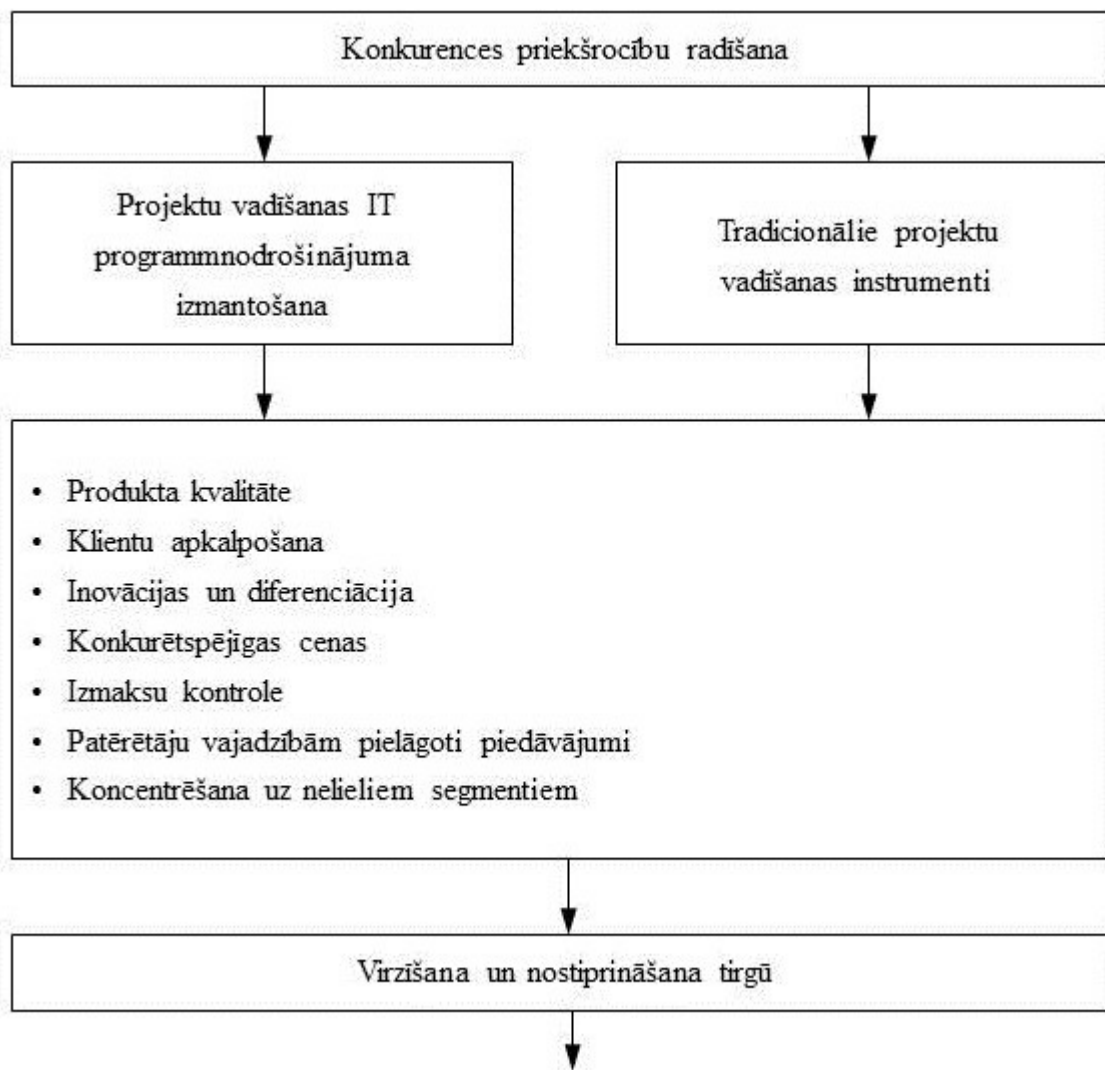 Konkurences priekšrocību radīšana
Projektu vadīšanas IT
programmnodrošinājuma
izmantošana
Tradicionālie projektu
vadīšanas instrumenti
• Produkta kvalitāte
• Klientu apkalpošana
• Inovācijas un diferenciācija
• Konkurētspējīgas cenas
• Izmaksu kontrole
• Patērētāju vajadzībām pielāgoti piedāvājumi
• Koncentrēšana uz nelieliem segmentiem
Virzīšana un nostiprināšana tirgū